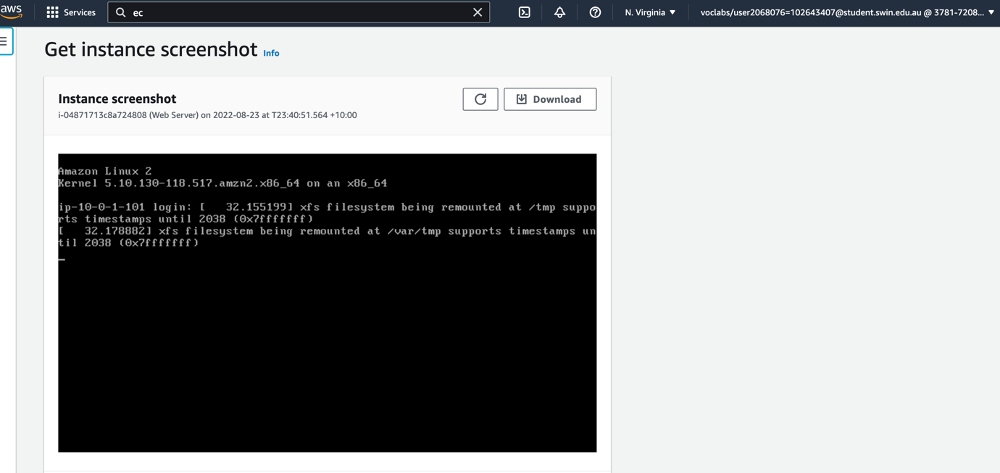 aws
Services
ec
N. Virginia
voclabs/user2068076=102643407@student.swin.edu.au @ 3781-7208...
Get instance screenshot Info
Instance screenshot
Download
i-04871713c8a724808 (Web Server) on 2022-08-23 at T23:40:51.564 +10:00
Amazon Linux 2
Kernel 5.10.130-118.517.amzn2.x86_64 on an x86_64
ip-10-0-1-101 login: [   32.155199] xfs filesystem being remounted at /tmp suppo
rts timestamps until 2038 (0x7fffffff)
[   32.178882] xfs filesystem being remounted at /var/tmp supports timestamps un
til 2038 (0x7fffffff)